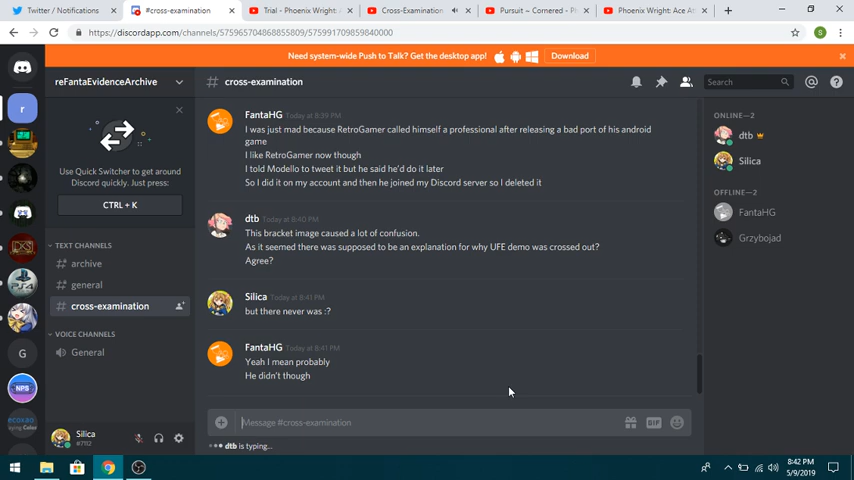 Twitter / Notifications
#cross-examination
Trial - Phoenix Wright:
Cross-Examination
Pursuit ~ Cornered - Ph
Phoenix Wright: Ace At
https://discordapp.com/channels/575965704868855809/575991709859840000
S
Need system-wide Push to Talk? Get the desktop app!
Download
reFantaEvidenceArchive
# cross-examination
Search
r
Use Quick Switcher to get around
Discord quickly. Just press:
CTRL + K
TEXT CHANNELS
# archive
# general
# cross-examination
VOICE CHANNELS
General
G
NPS
Silica
#7112
FantaHG Today at 8:39 PM
I was just mad because RetroGamer called himself a professional after releasing a bad port of his android
game
I like RetroGamer now though
I told Modello to tweet it but he said he'd do it later
So I did it on my account and then he joined my Discord server so I deleted it
dtb Today at 8:40 PM
This bracket image caused a lot of confusion.
As it seemed there was supposed to be an explanation for why UFE demo was crossed out?
Agree?
Silica Today at 8:41 PM
but there never was :?
FantaHG Today at 8:41 PM
Yeah I mean probably
He didn't though
Message #cross-examination
GIF
dtb is typing...
ONLINE—2
dtb
Silica
OFFLINE—2
FantaHG
Grzybojad
8:42 PM
5/9/2019